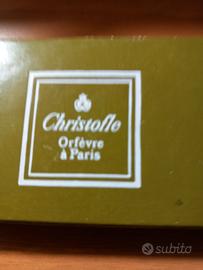 Christofle
Orfèvre
à Paris
subito